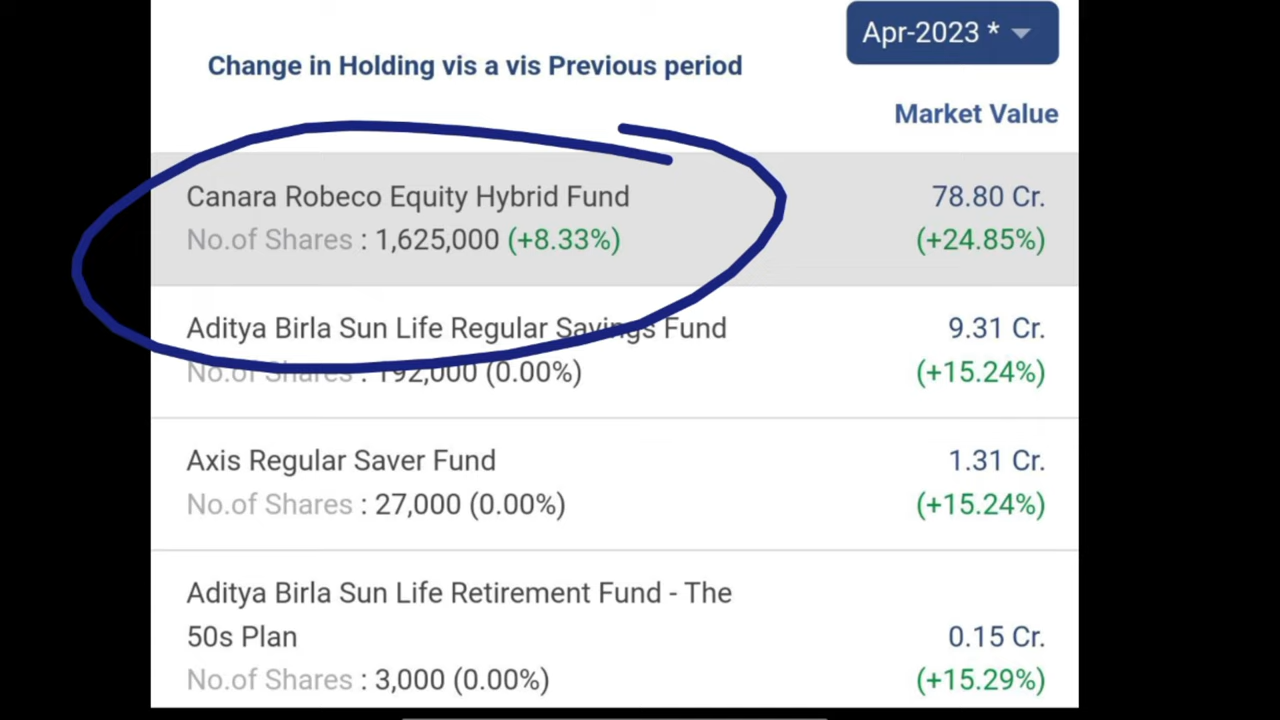 Apr-2023 *
Change in Holding vis a vis Previous period
Market Value
Canara Robeco Equity Hybrid Fund 78.80 Cr.
No.of Shares : 1,625,000 (+8.33%) (+24.85%)
Aditya Birla Sun Life Regular Savings Fund 9.31 Cr.
No.of Shares : 192,000 (0.00%) (+15.24%)
Axis Regular Saver Fund 1.31 Cr.
No.of Shares : 27,000 (0.00%) (+15.24%)
Aditya Birla Sun Life Retirement Fund - The
50s Plan 0.15 Cr.
No.of Shares : 3,000 (0.00%) (+15.29%)